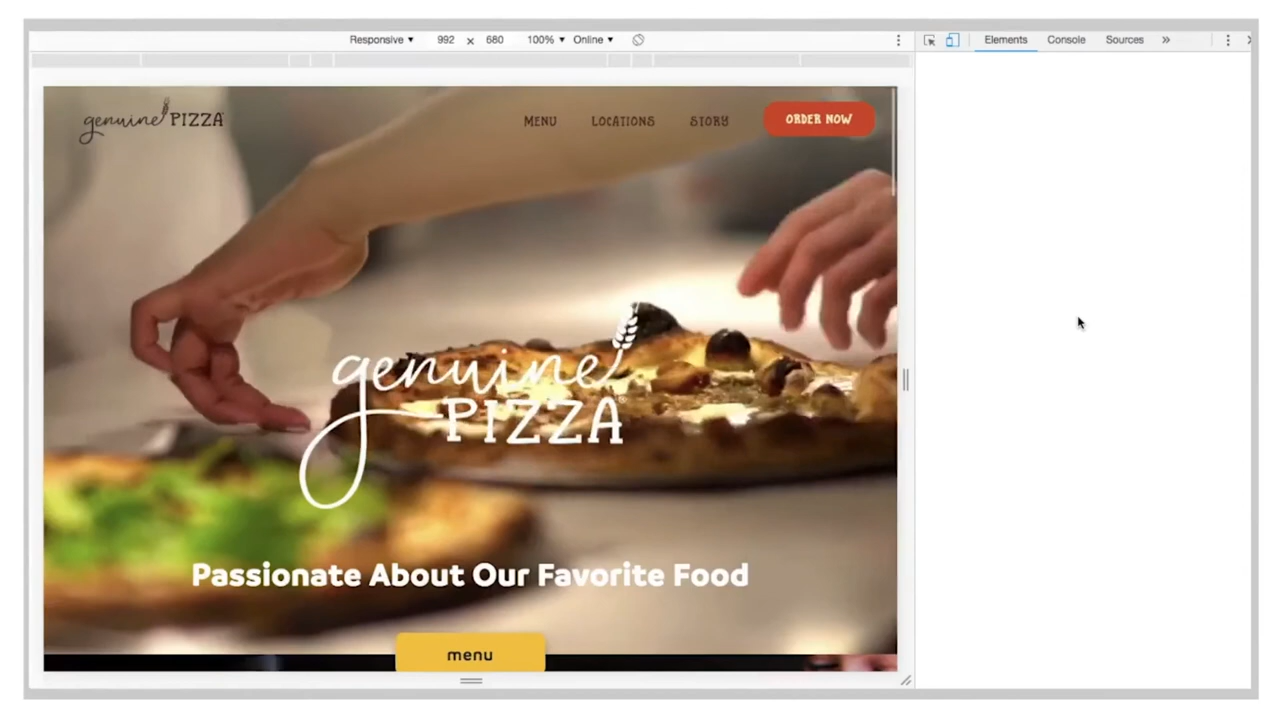 Responsive ▾ 992 x 680 100% ▾ Online ▾
Elements Console Sources »
genuine PIZZA
MENU LOCATIONS STORY ORDER NOW
genuine
PIZZA®
Passionate About Our Favorite Food
menu